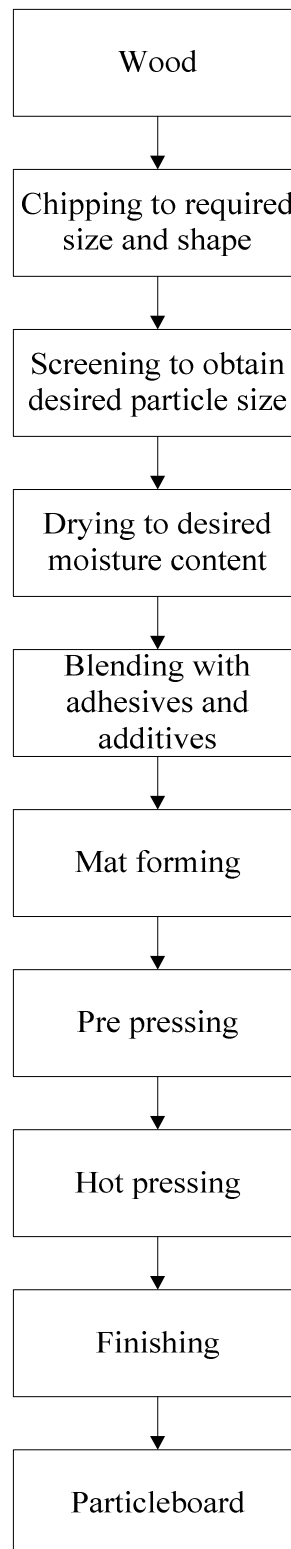 Wood
Chipping to required
size and shape
Screening to obtain
desired particle size
Drying to desired
moisture content
Blending with
adhesives and
additives
Mat forming
Pre pressing
Hot pressing
Finishing
Particleboard